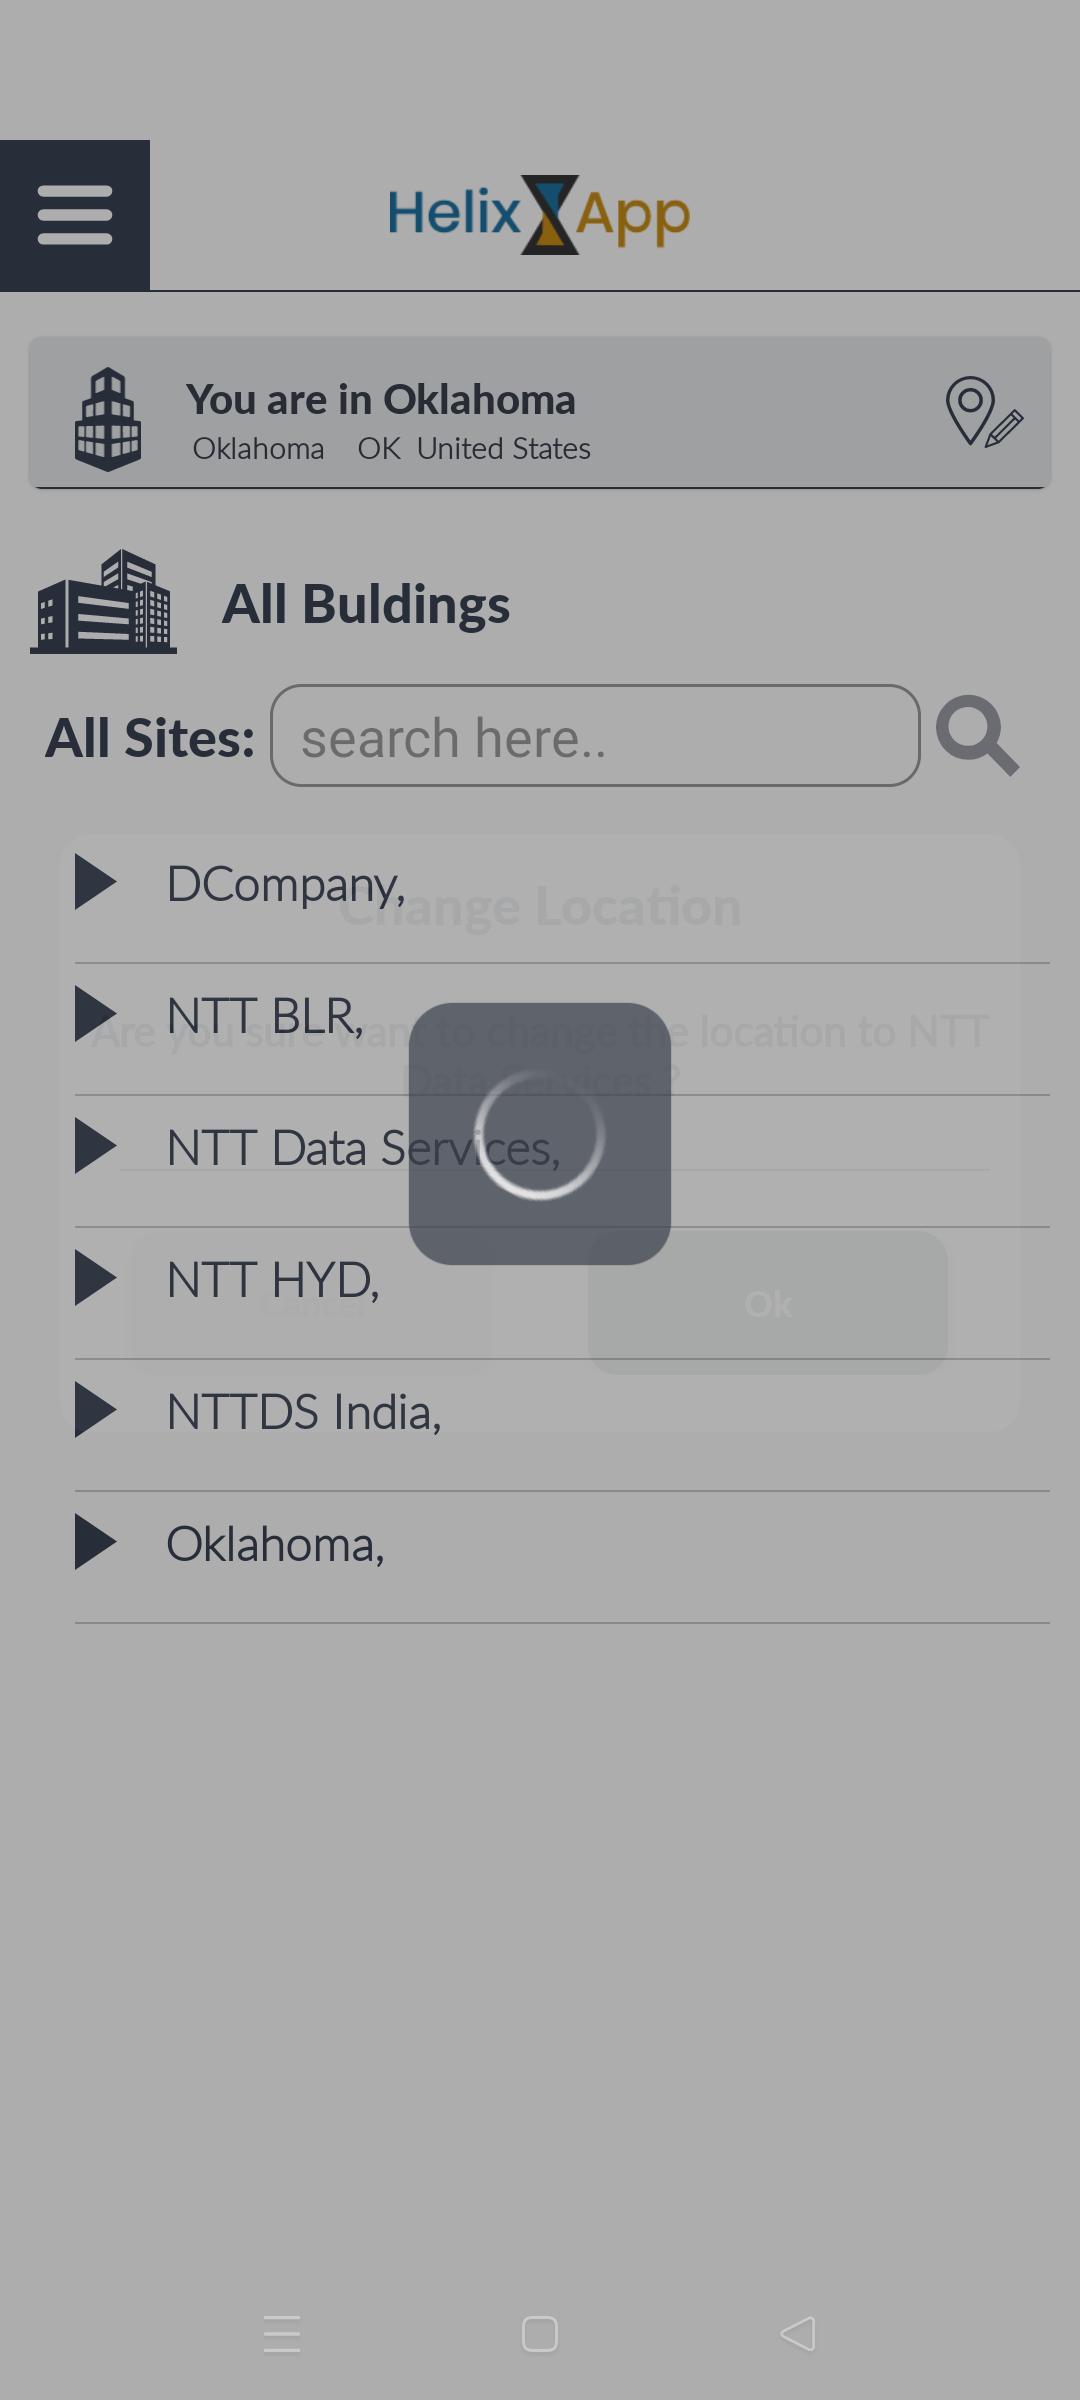 Helix App
You are in Oklahoma
Oklahoma OK United States
All Buldings
All Sites: search here..
DCompany,
Change Location
NTT BLR,
Are you sure want to change the location to NTT
Data Services ?
NTT Data Services,
NTT HYD,
Cancel
Ok
NTTDS India,
Oklahoma,